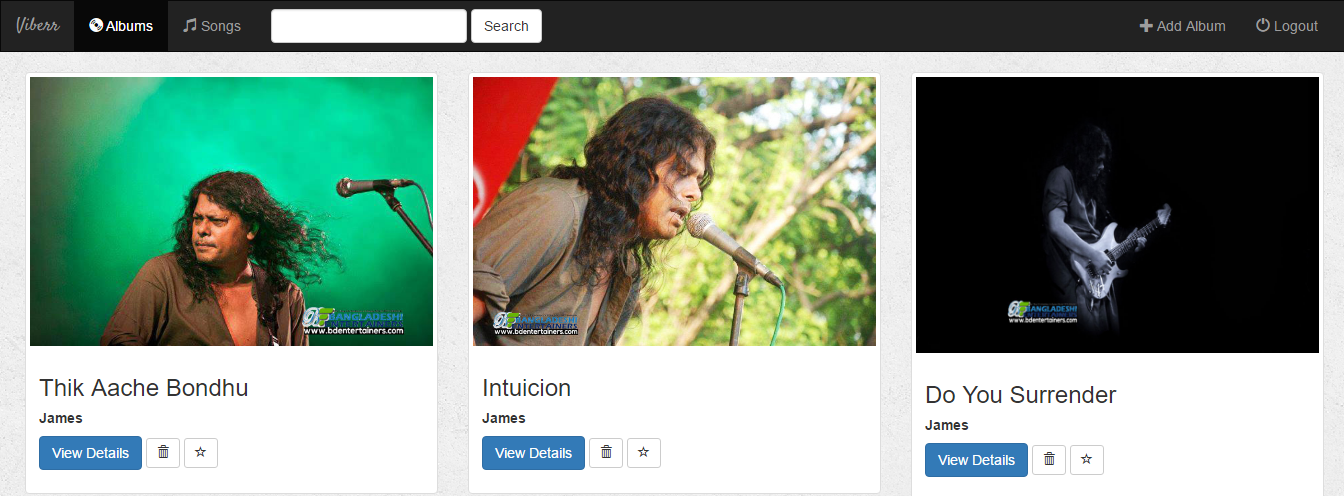 Viberr Albums Songs Search Add Album Logout
BANGLADESHI
www.bdentertainers.com
BANGLADESHI
www.bdentertainers.com
BANGLADESHI
www.bdentertainers.com
Thik Aache Bondhu
James
View Details
Intuicion
James
View Details
Do You Surrender
James
View Details